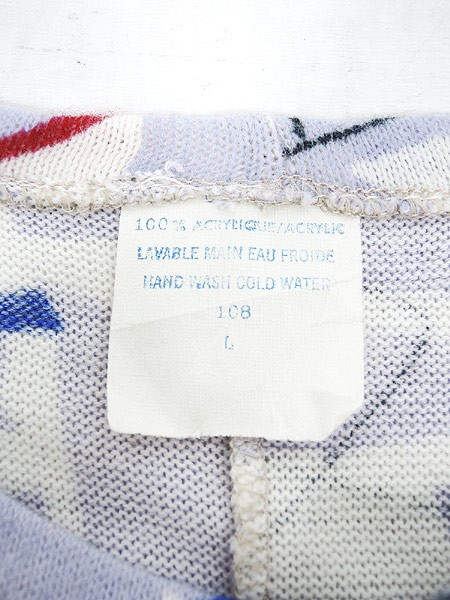 100% ACRYLIQUE/ACRYLIC
LAVABLE MAIN EAU FROIDE
HAND WASH COLD WATER
108
L